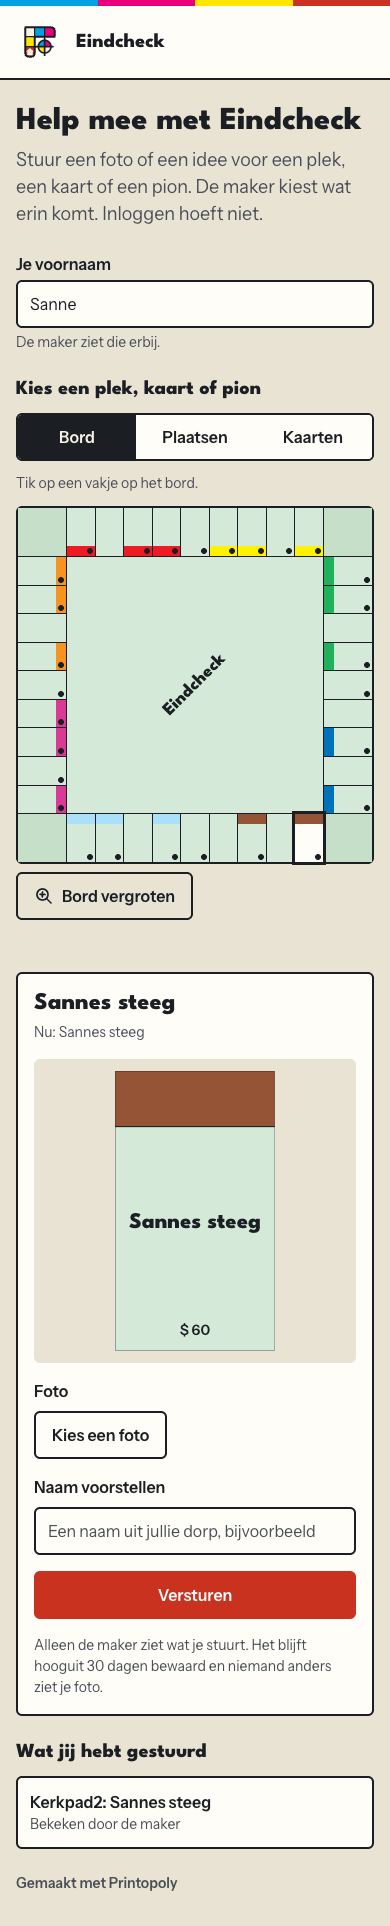 Eindcheck
Help mee met Eindcheck
Stuur een foto of een idee voor een plek,
een kaart of een pion. De maker kiest wat
erin komt. Inloggen hoeft niet.
Je voornaam
Sanne
De maker ziet die erbij.
Kies een plek, kaart of pion
Bord
Plaatsen
Kaarten
Tik op een vakje op het bord.
Eindcheck
Bord vergroten
Sannes steeg
Nu: Sannes steeg
Sannes steeg
$ 60
Foto
Kies een foto
Naam voorstellen
Een naam uit jullie dorp, bijvoorbeeld
Versturen
Alleen de maker ziet wat je stuurt. Het blijft
hooguit 30 dagen bewaard en niemand anders
ziet je foto.
Wat jij hebt gestuurd
Kerkpad2: Sannes steeg
Bekeken door de maker
Gemaakt met Printopoly